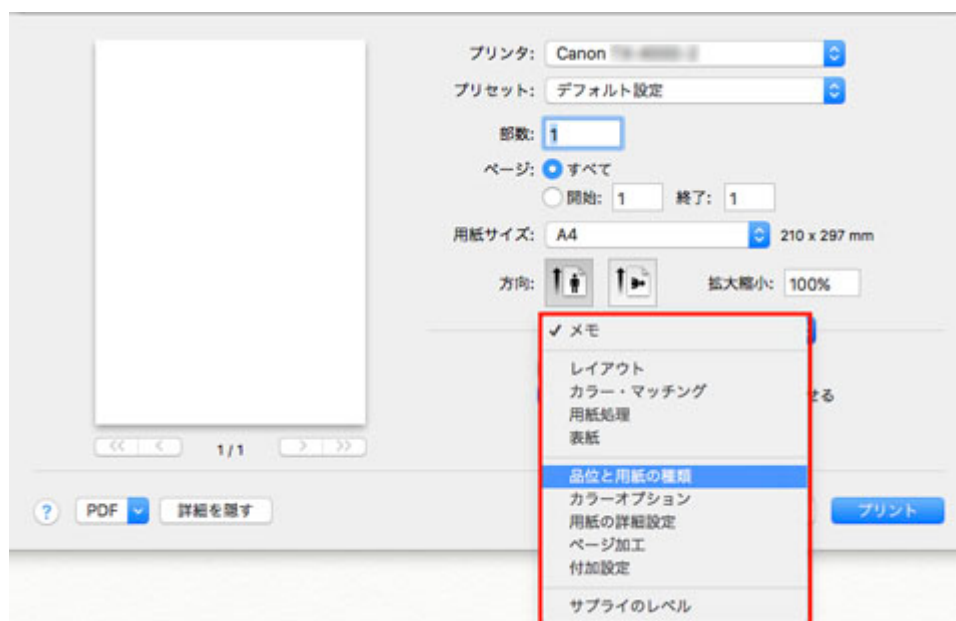 プリンタ: Canon
プリセット: デフォルト設定
部数: 1
ページ: すべて
開始: 1 終了: 1
用紙サイズ: A4 210 x 297 mm
方向: 拡大縮小: 100%
✓ メモ
レイアウト
カラー・マッチング
せる
用紙処理
表紙
1 / 1
品位と用紙の種類
カラーオプション
? PDF 詳細を隠す プリント
用紙の詳細設定
ページ加工
付加設定
サプライのレベル